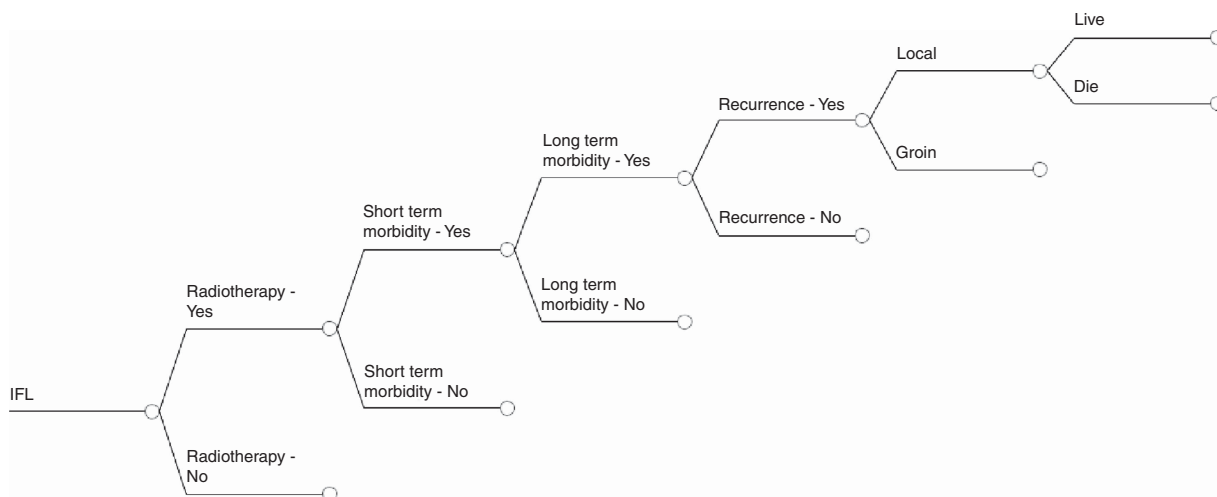 Live
Local
Die
Recurrence - Yes
Long term
morbidity - Yes
Groin
Short term
morbidity - Yes
Recurrence - No
Radiotherapy -
Yes
Long term
morbidity - No
IFL
Short term
morbidity - No
Radiotherapy -
No